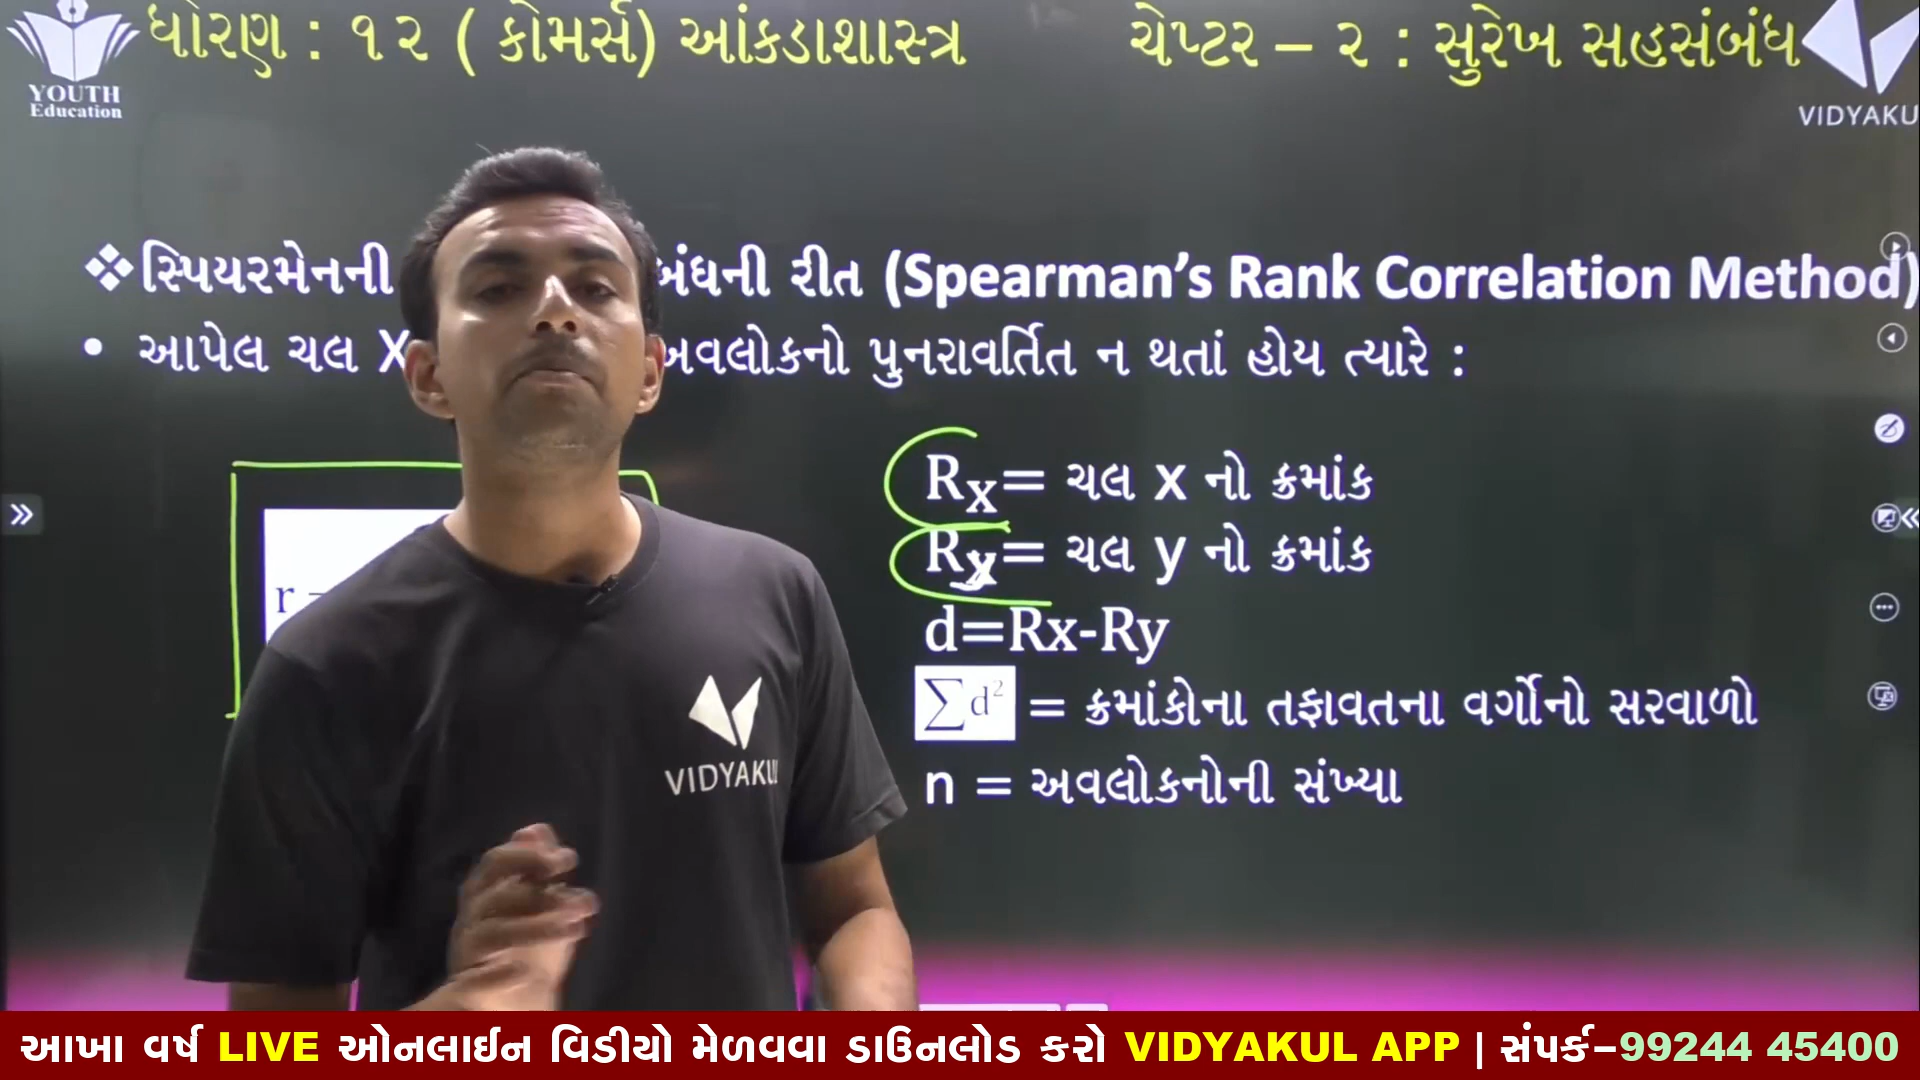 ધોરણ : ૧૨ ( કોમર્સ) આંકડાશાસ્ત્ર
ચેપ્ટર – ૨ : સુરેખ સહસંબંધ
YOUTH
Education
VIDYAKU
❖સ્પિયરમેનની બંધની રીત (Spearman’s Rank Correlation Method)
• આપેલ ચલ X અવલોકનો પુનરાવર્તિત ન થતાં હોય ત્યારે :
Rx= ચલ x નો ક્રમાંક
Ry= ચલ y નો ક્રમાંક
r =
d=Rx-Ry
∑d² = ક્રમાંકોના તફાવતના વર્ગોનો સરવાળો
n = અવલોકનોની સંખ્યા
VIDYAKUL
આખા વર્ષ LIVE ઓનલાઈન વિડીયો મેળવવા ડાઉનલોડ કરો VIDYAKUL APP | સંપર્ક–99244 45400